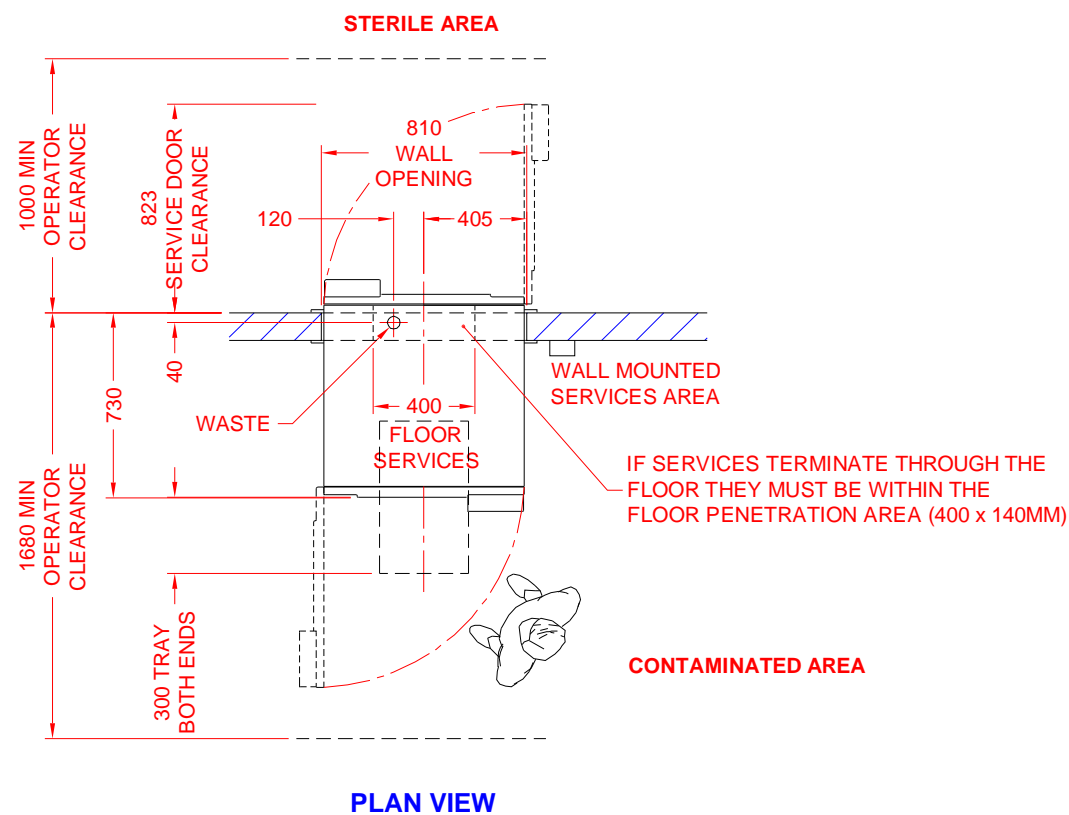 STERILE AREA
1000 MIN
OPERATOR
CLEARANCE
823
SERVICE DOOR
CLEARANCE
810
WALL
OPENING
120
405
40
730
WASTE
400
FLOOR
SERVICES
WALL MOUNTED
SERVICES AREA
IF SERVICES TERMINATE THROUGH THE
FLOOR THEY MUST BE WITHIN THE
FLOOR PENETRATION AREA (400 x 140MM)
1680 MIN
OPERATOR
CLEARANCE
300 TRAY
BOTH ENDS
CONTAMINATED AREA
PLAN VIEW